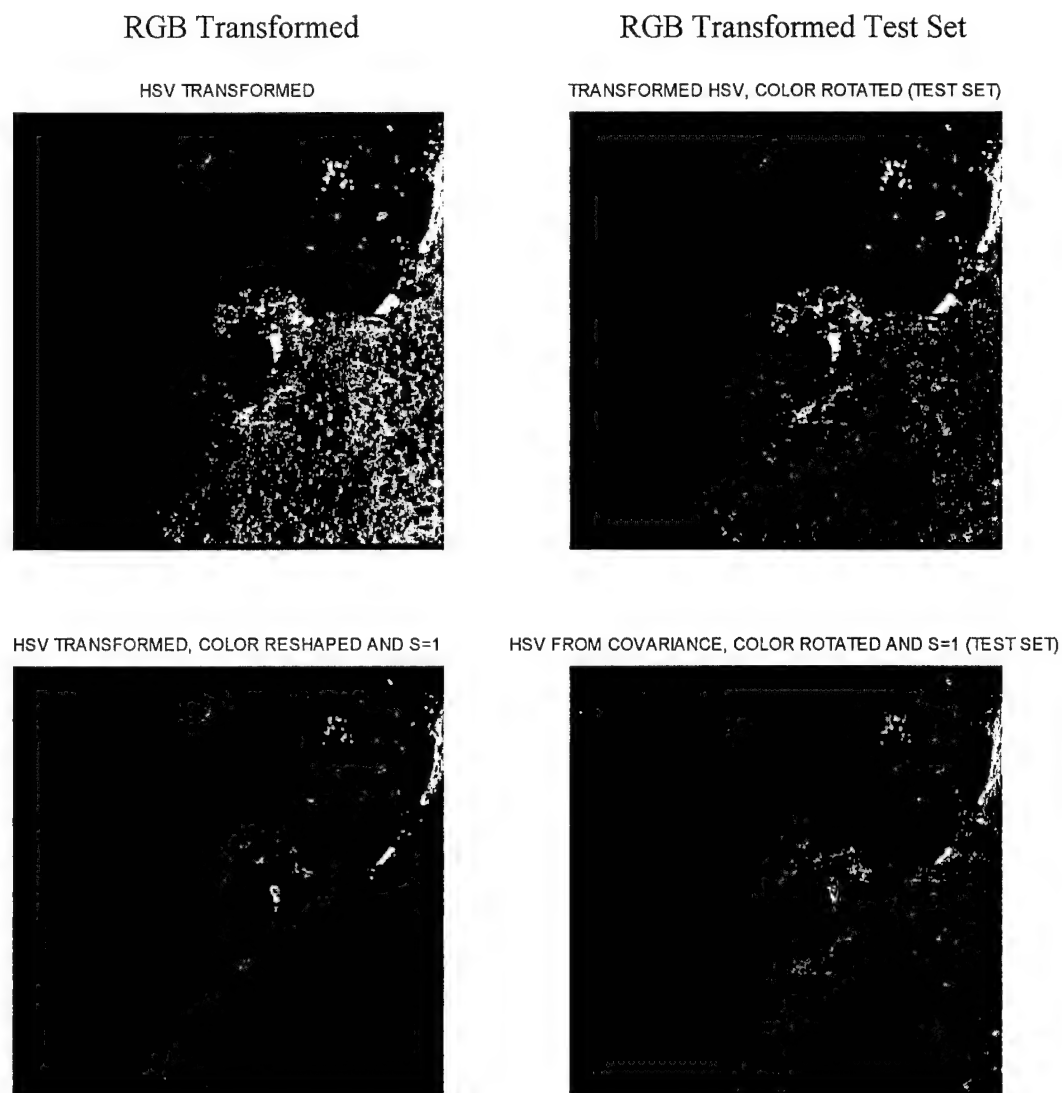 RGB Transformed
RGB Transformed Test Set
HSV TRANSFORMED
TRANSFORMED HSV, COLOR ROTATED (TEST SET)
HSV TRANSFORMED, COLOR RESHAPED AND S=1
HSV FROM COVARIANCE, COLOR ROTATED AND S=1 (TEST SET)